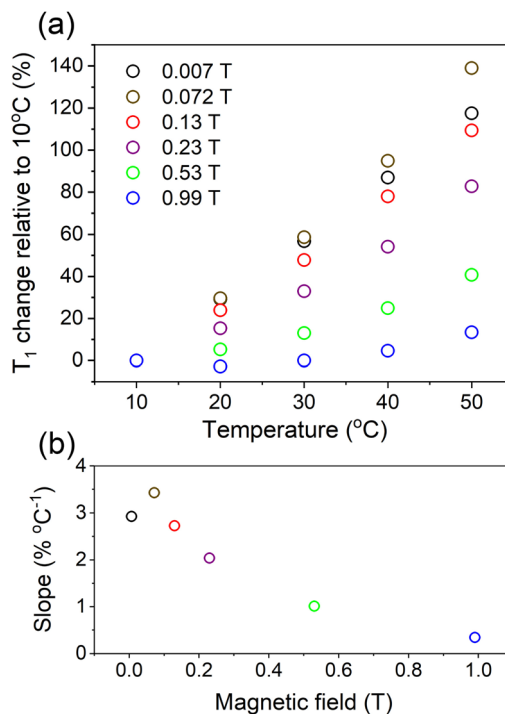 (a)
T₁ change relative to 10°C (%)
140
120
100
80
60
40
20
0
0.007 T
0.072 T
0.13 T
0.23 T
0.53 T
0.99 T
10 20 30 40 50
Temperature (°C)
(b)
Slope (% °C⁻¹)
4
3
2
1
0
0.0 0.2 0.4 0.6 0.8 1.0
Magnetic field (T)